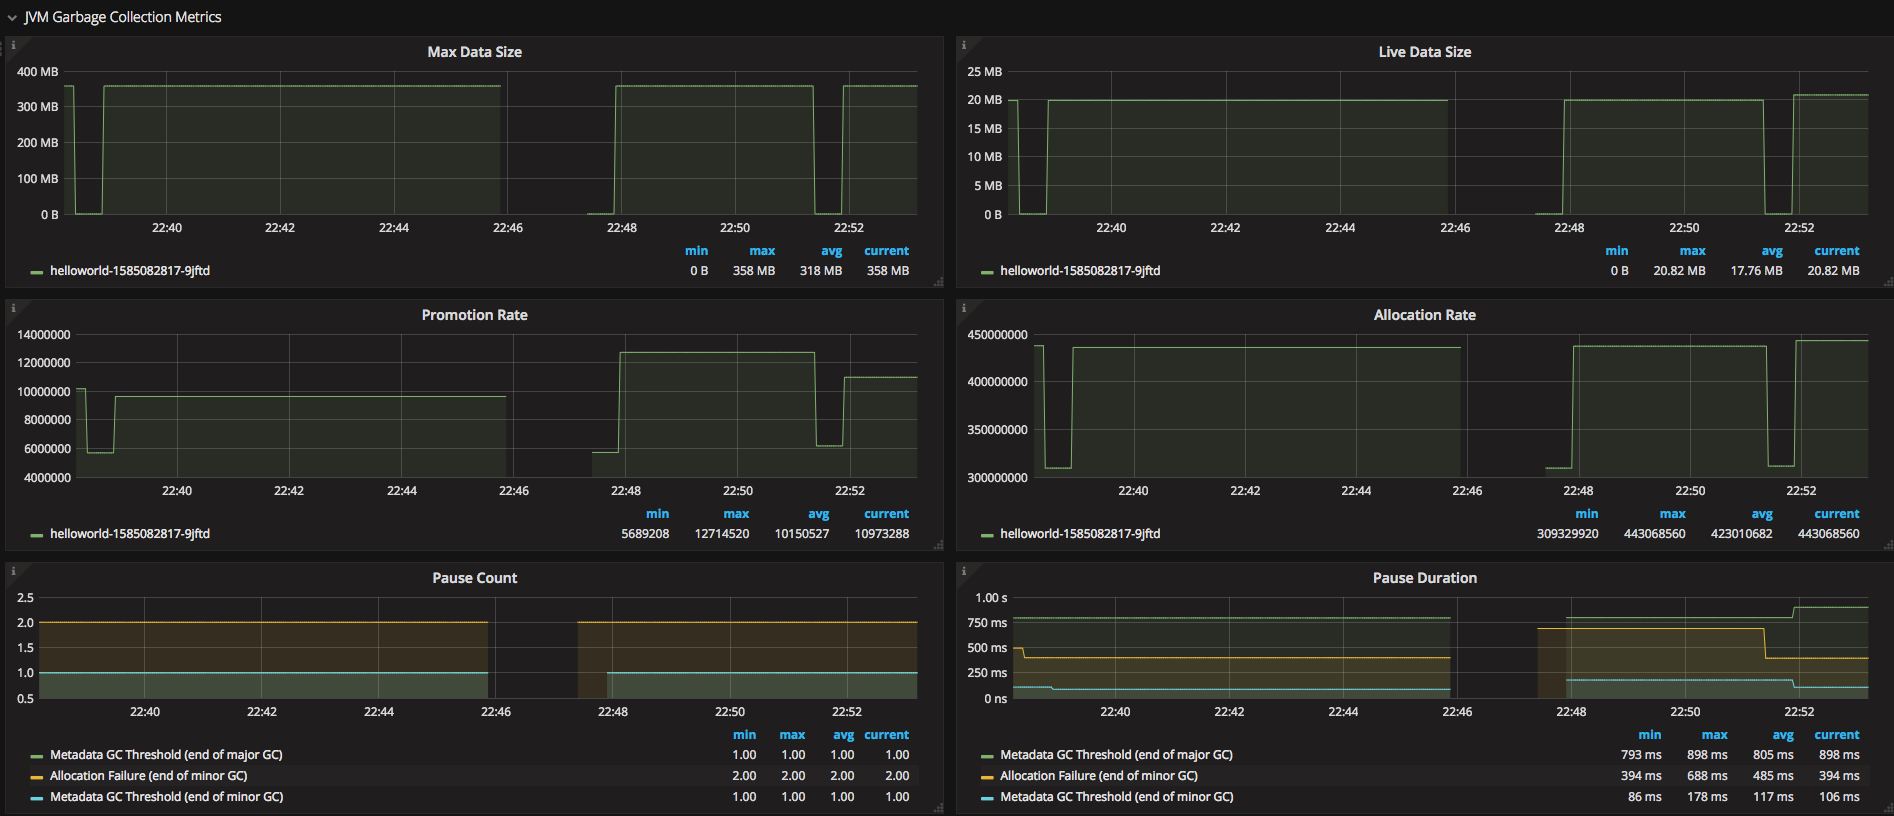 JVM Garbage Collection Metrics
Max Data Size
400 MB
300 MB
200 MB
100 MB
0 B
22:40 22:42 22:44 22:46 22:48 22:50 22:52
min max avg current
helloworld-1585082817-9jftd 0 B 358 MB 318 MB 358 MB
Live Data Size
25 MB
20 MB
15 MB
10 MB
5 MB
0 B
22:40 22:42 22:44 22:46 22:48 22:50 22:52
min max avg current
helloworld-1585082817-9jftd 0 B 20.82 MB 17.76 MB 20.82 MB
Promotion Rate
14000000
12000000
10000000
8000000
6000000
4000000
22:40 22:42 22:44 22:46 22:48 22:50 22:52
min max avg current
helloworld-1585082817-9jftd 5689208 12714520 10150527 10973288
Allocation Rate
450000000
400000000
350000000
300000000
22:40 22:42 22:44 22:46 22:48 22:50 22:52
min max avg current
helloworld-1585082817-9jftd 309329920 443068560 423010682 443068560
Pause Count
2.5
2.0
1.5
1.0
0.5
22:40 22:42 22:44 22:46 22:48 22:50 22:52
min max avg current
Metadata GC Threshold (end of major GC) 1.00 1.00 1.00 1.00
Allocation Failure (end of minor GC) 2.00 2.00 2.00 2.00
Metadata GC Threshold (end of minor GC) 1.00 1.00 1.00 1.00
Pause Duration
1.00 s
750 ms
500 ms
250 ms
0 ns
22:40 22:42 22:44 22:46 22:48 22:50 22:52
min max avg current
Metadata GC Threshold (end of major GC) 793 ms 898 ms 805 ms 898 ms
Allocation Failure (end of minor GC) 394 ms 688 ms 485 ms 394 ms
Metadata GC Threshold (end of minor GC) 86 ms 178 ms 117 ms 106 ms